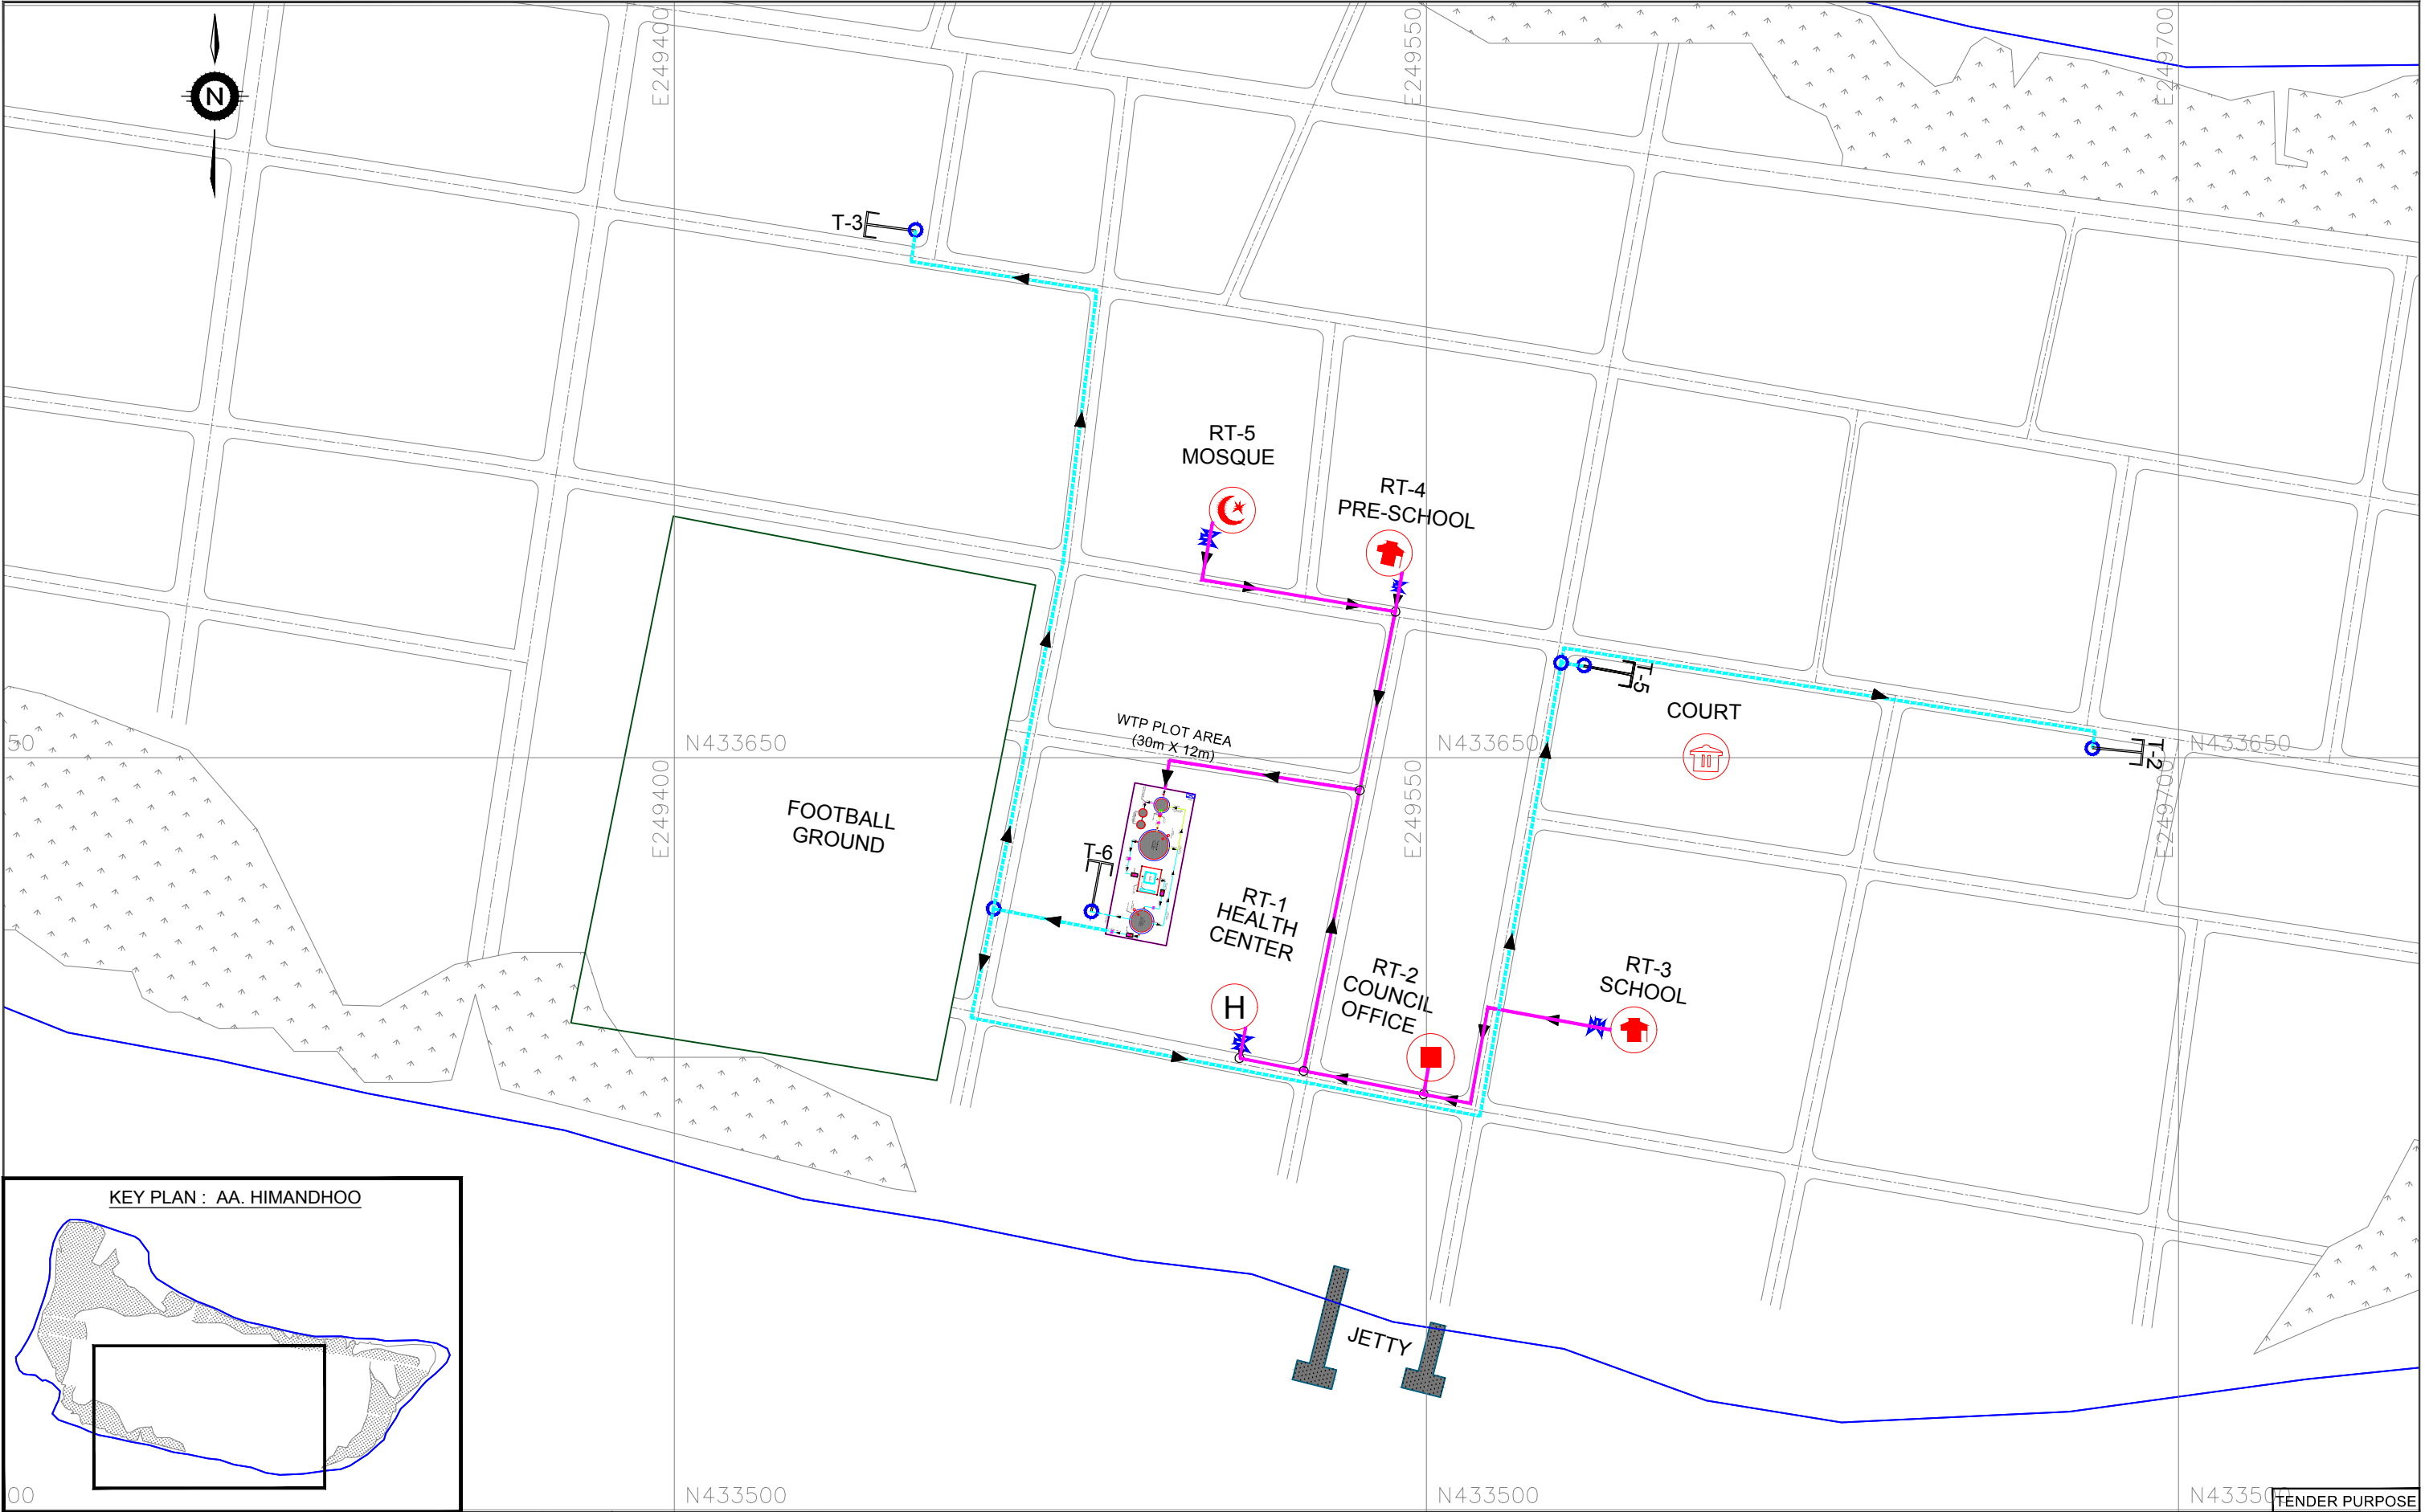 N
E249400
E249550
E249700
T-3
RT-5
MOSQUE
RT-4
PRE-SCHOOL
T-5
COURT
WTP PLOT AREA
(30m X 12m)
50
N433650
N433650
N433650
T-2
E249400
E249550
E249700
FOOTBALL
GROUND
T-6
RT-1
HEALTH
CENTER
RT-2
COUNCIL
OFFICE
RT-3
SCHOOL
H
JETTY
KEY PLAN : AA. HIMANDHOO
00
N433500
N433500
N433500
TENDER PURPOSE